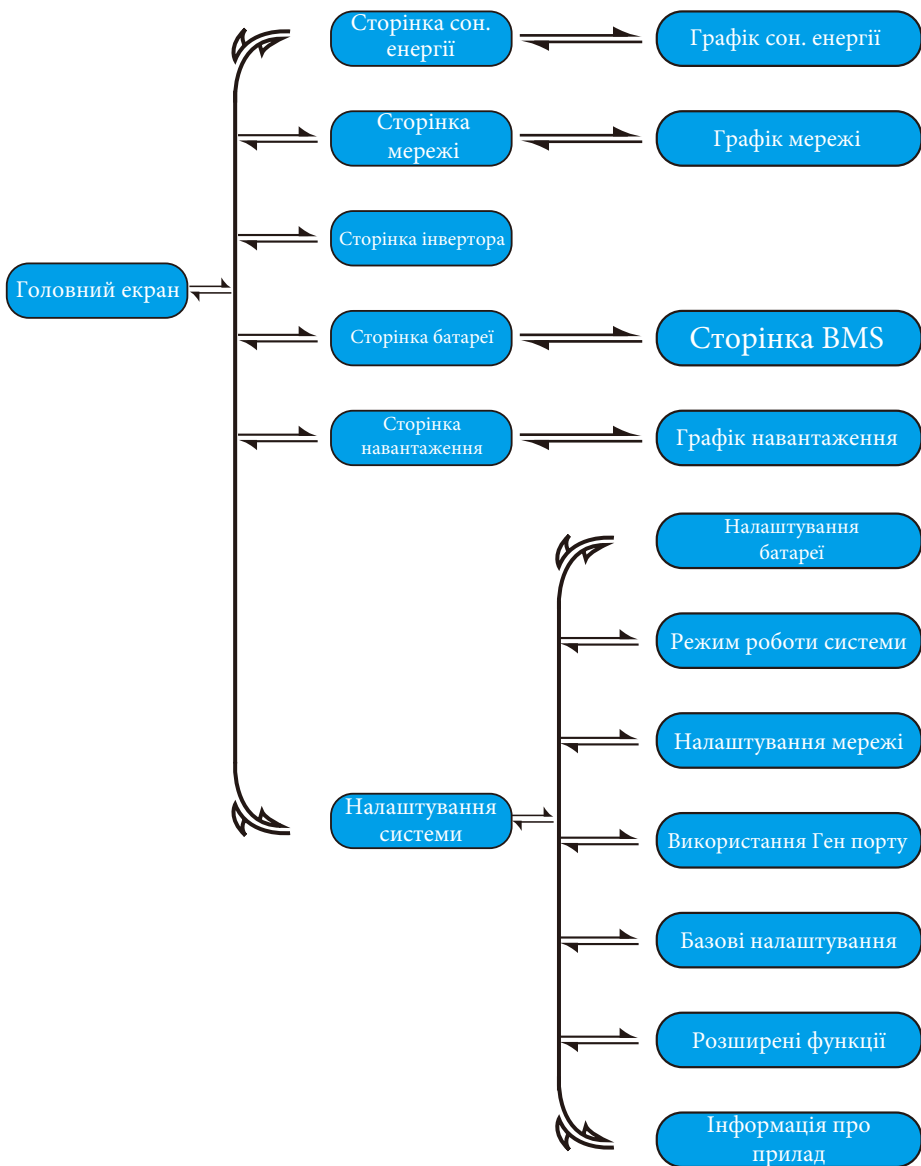 Сторінка сон.
енергії
Графік сон. енергії
Сторінка
мережі
Графік мережі
Сторінка інвертора
Головний екран
Сторінка батареї
Сторінка BMS
Сторінка
навантаження
Графік навантаження
Налаштування
батареї
Режим роботи системи
Налаштування мережі
Налаштування
системи
Використання Ген порту
Базові налаштування
Розширені функції
Інформація про
прилад